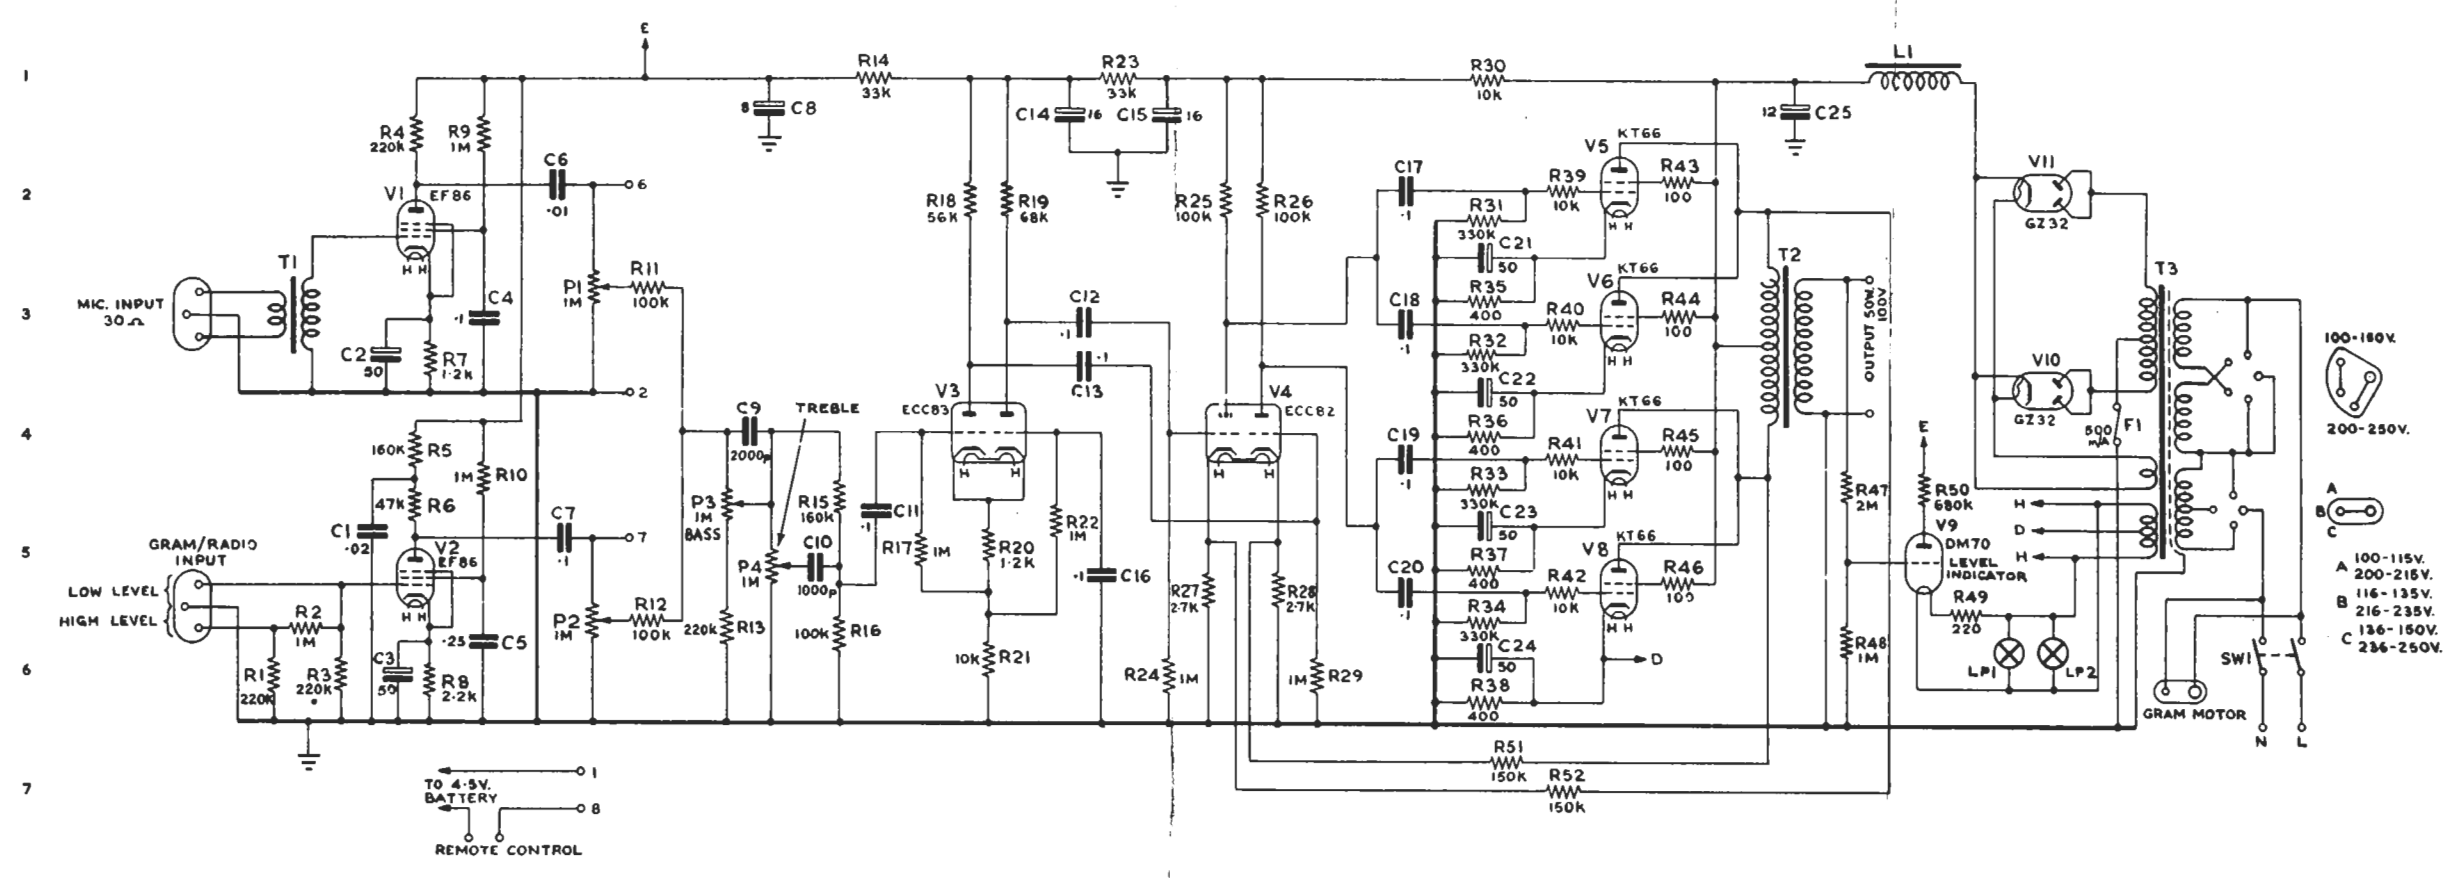 1
2
3
4
5
6
7
E
L1
R14
33K
R23
33K
R30
10K
8 C8
C14 16
C15 16
12 C25
R4
220K
R9
1M
C6
.01
6
V1
EF86
R18
56K
R19
68K
R25
100K
R26
100K
C17
.1
R39
10K
V5
KT66
R43
100
R31
330K
C21
50
R35
400
H H
V11
GZ32
T1
MIC. INPUT
30Ω
H H
C4
.1
C2
50
R7
1.2K
P1
1M
R11
100K
2
C12
.1
C13
.1
C18
.1
R40
10K
V6
KT66
R44
100
R32
330K
C22
50
R36
400
H H
T2
OUTPUT 50W.
100V
V10
GZ32
T3
F1
500
m/A
100-150V.
200-250V.
R5
160K
R10
1M
R6
47K
C1
.02
C7
.1
7
C9
2000p
TREBLE
P3
1M
BASS
R15
160K
P4
1M
C10
1000p
C11
.1
V3
ECC83
H H
R17
1M
R20
1.2K
R22
1M
C16
.1
V4
ECC82
H H
C19
.1
R41
10K
V7
KT66
R45
100
R33
330K
C23
50
R37
400
H H
R47
2M
E
R50
680K
V9
DM70
LEVEL
INDICATOR
H
D
H
A
B
C
GRAM/RADIO
INPUT
LOW LEVEL
HIGH LEVEL
V2
EF86
H H
R2
1M
R1
220K
R3
220K
C3
50
R8
2.2K
.25 C5
P2
1M
R12
100K
220K R13
100K R16
10K R21
R27
2.7K
R28
2.7K
R24 1M
1M R29
C20
.1
R42
10K
V8
KT66
R46
100
R34
330K
C24
50
R38
400
H H
D
R48
1M
R49
220
LP1
LP2
SW1
GRAM MOTOR
N L
A 100-115V.
200-215V.
B 116-135V.
216-235V.
C 136-150V.
236-250V.
R51
150K
R52
150K
1
TO 4.5V.
BATTERY
8
REMOTE CONTROL